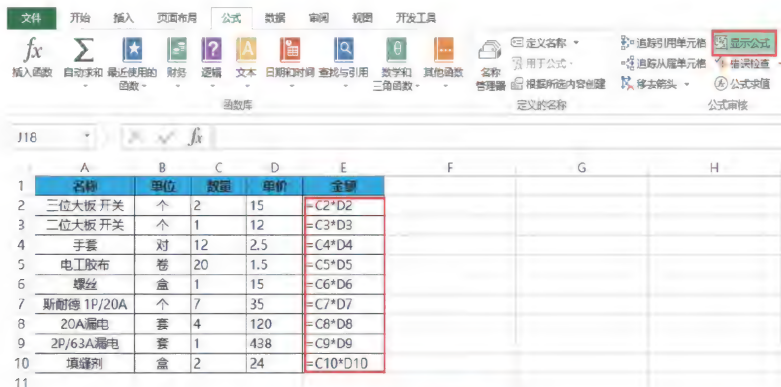 文件 开始 插入 页面布局 公式 数据 审阅 视图 开发工具
fx 插入函数
Σ 自动求和
最近使用的函数
财务
逻辑
文本
日期和时间
查找与引用
数学和三角函数
其他函数
函数库
名称管理器
定义名称
用于公式
根据所选内容创建
定义的名称
追踪引用单元格
追踪从属单元格
移去箭头
显示公式
错误检查
公式求值
公式审核
J18 fx
A B C D E F G H
1 名称 单位 数量 单价 金额
2 三位大板 开关 个 2 15 =C2*D2
3 二位大板 开关 个 1 12 =C3*D3
4 手套 对 12 2.5 =C4*D4
5 电工胶布 卷 20 1.5 =C5*D5
6 螺丝 盒 1 15 =C6*D6
7 斯耐德 1P/20A 个 7 35 =C7*D7
8 20A漏电 套 4 120 =C8*D8
9 2P/63A漏电 套 1 438 =C9*D9
10 填缝剂 盒 2 24 =C10*D10
11